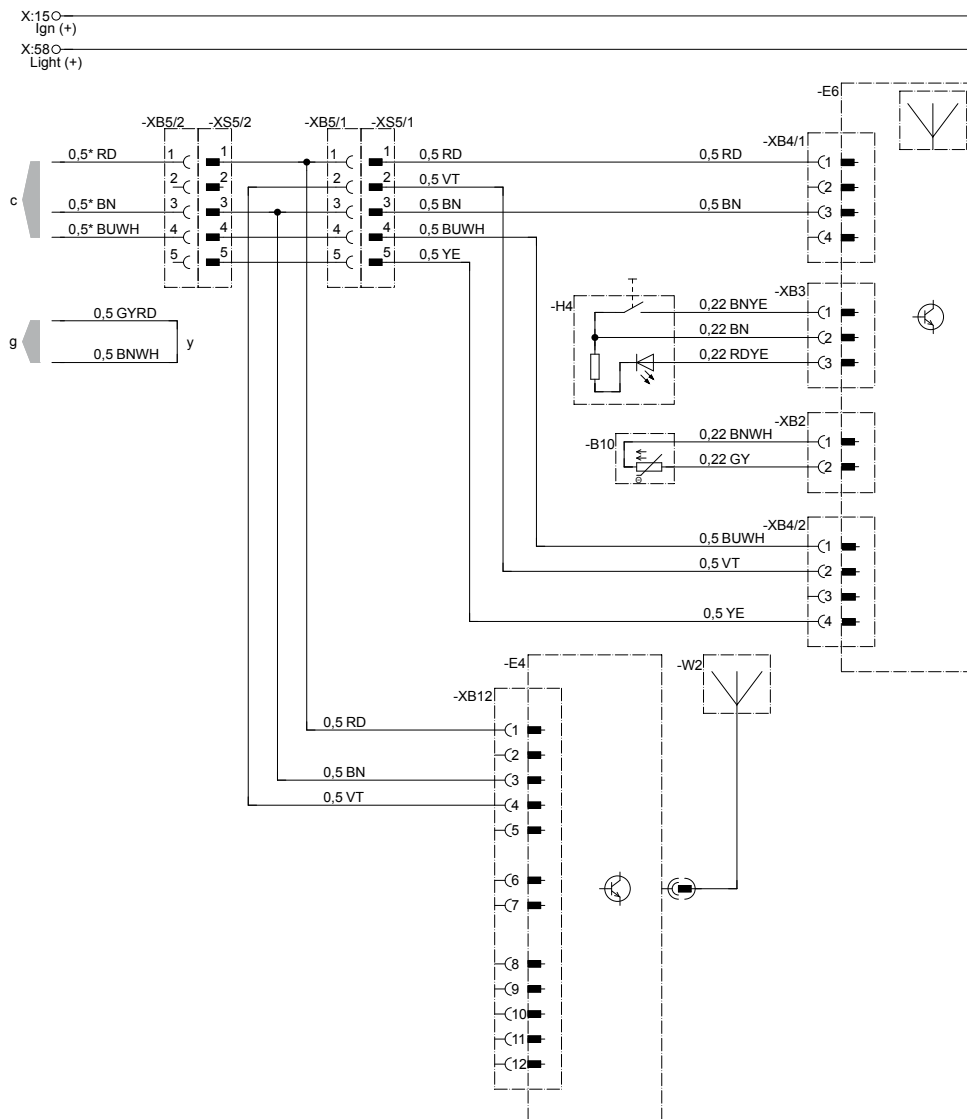 X:15
Ign (+)
X:58
Light (+)
-E6
-XB5/2 -XS5/2 -XB5/1 -XS5/1
-XB4/1
c
0,5* RD 1 1 1 1 0,5 RD 0,5 RD 1
2 2 2 2 0,5 VT 2
0,5* BN 3 3 3 3 0,5 BN 0,5 BN 3
0,5* BUWH 4 4 4 4 0,5 BUWH 4
5 5 5 5 0,5 YE
-H4
-XB3
0,22 BNYE 1
0,22 BN 2
0,22 RDYE 3
g
0,5 GYRD
y
0,5 BNWH
-B10
-XB2
0,22 BNWH 1
0,22 GY 2
-XB4/2
0,5 BUWH 1
0,5 VT 2
3
0,5 YE 4
-E4
-W2
-XB12
0,5 RD 1
2
0,5 BN 3
0,5 VT 4
5
6
7
8
9
10
11
12